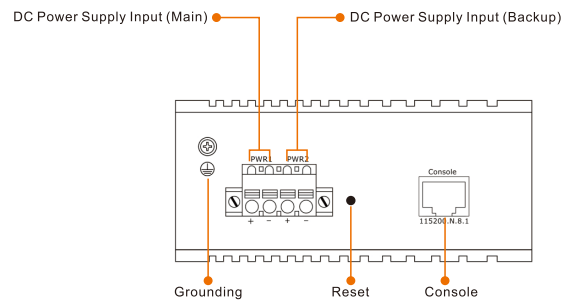 DC Power Supply Input (Main)
DC Power Supply Input (Backup)
PWR1 PWR2
Console
115200.N.8.1
+ − + −
Grounding
Reset
Console